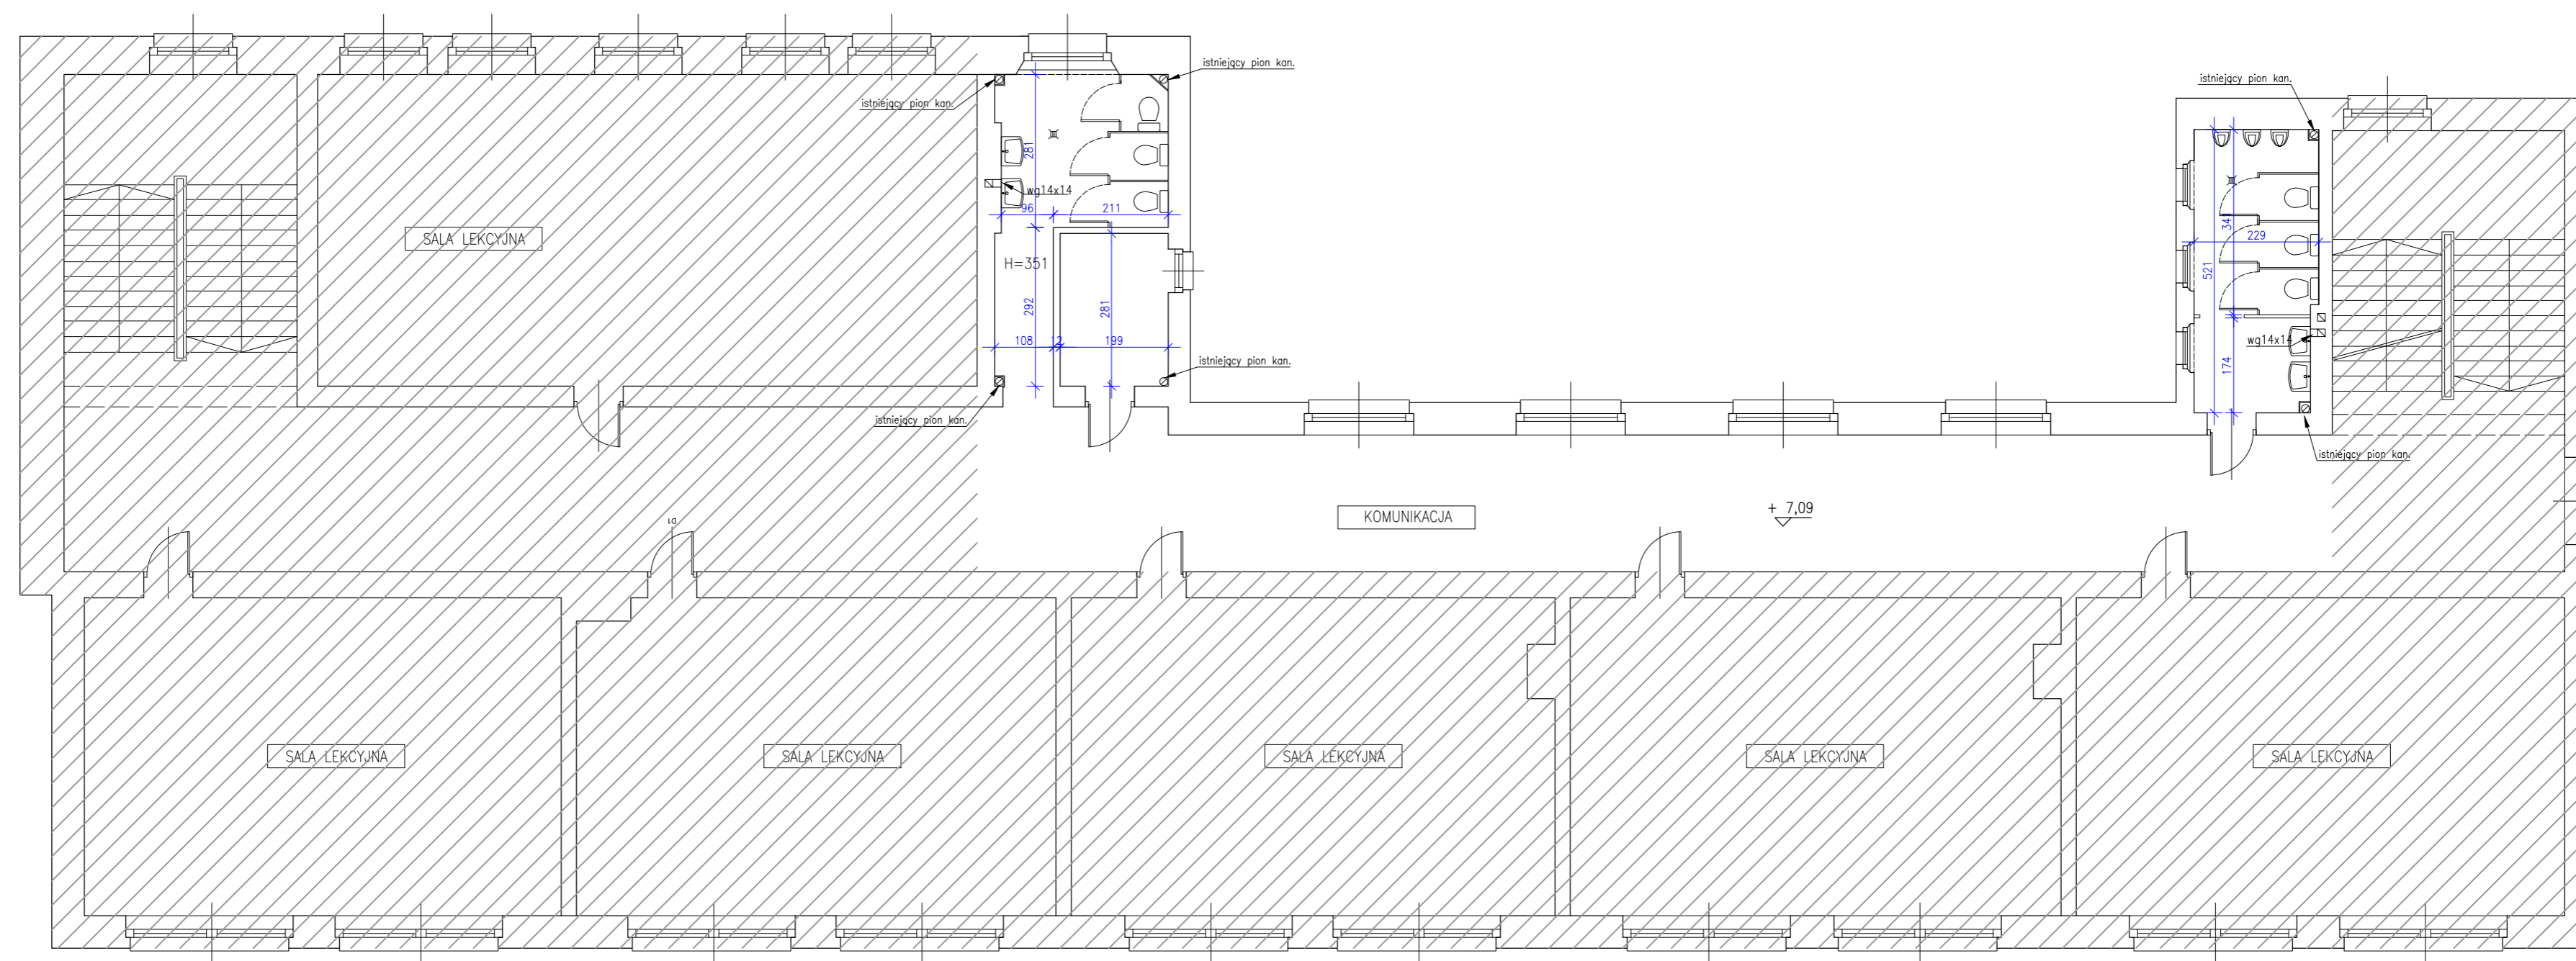 istniejący pion kan.
istniejący pion kan.
istniejący pion kan.
281
wg14x14
96
211
SALA LEKCYJNA
H=351
292
281
108
12
199
341
229
521
wg14x14
174
istniejący pion kan.
istniejący pion kan.
istniejący pion kan.
KOMUNIKACJA
+ 7,09
SALA LEKCYJNA
SALA LEKCYJNA
SALA LEKCYJNA
SALA LEKCYJNA
SALA LEKCYJNA